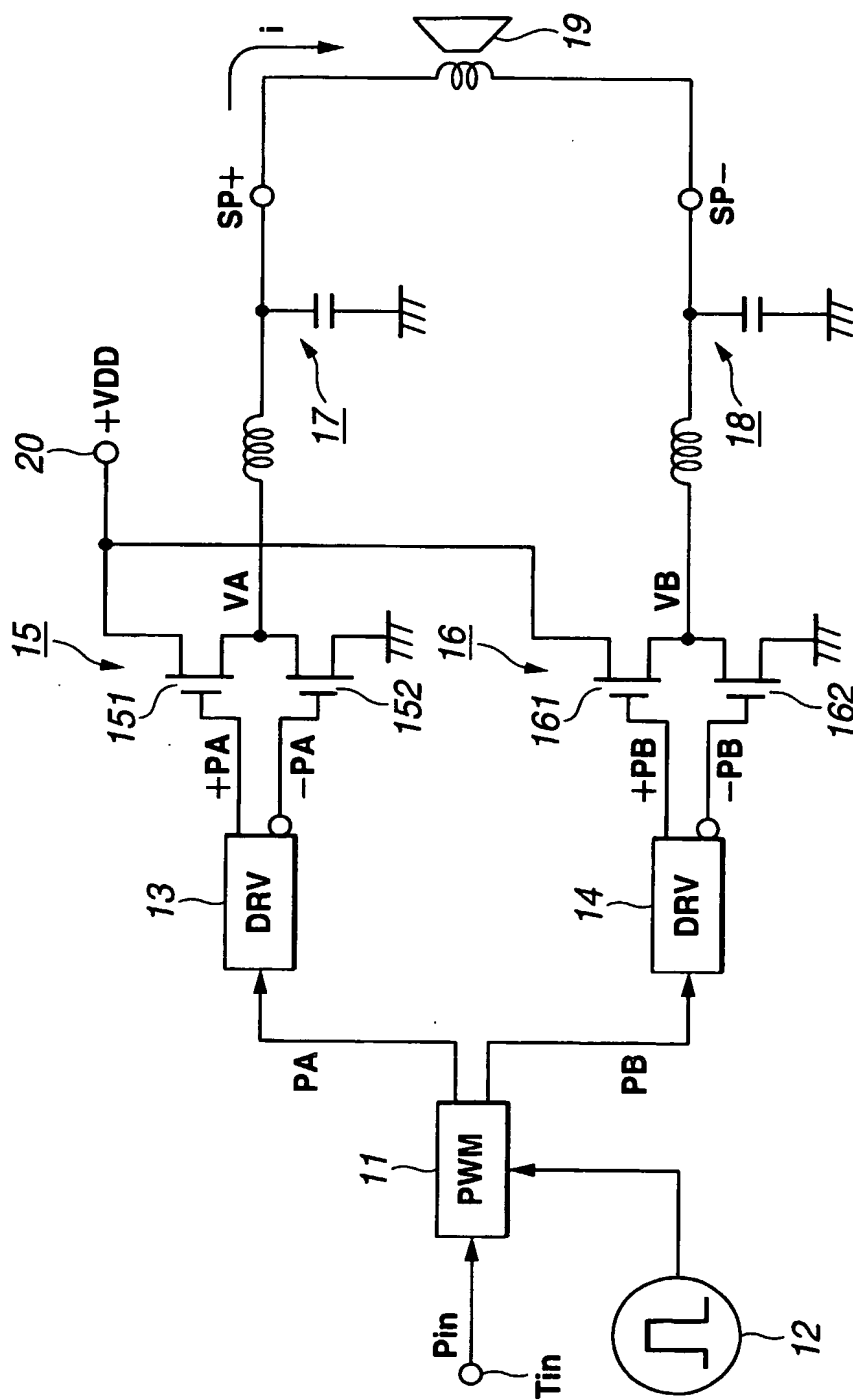 20
+VDD
i
15
VA
SP+
151
+PA
17
13
DRV
-PA
152
19
PA
16
VB
SP-
11
PWM
161
+PB
18
Pin
Tin
PB
14
DRV
-PB
162
12